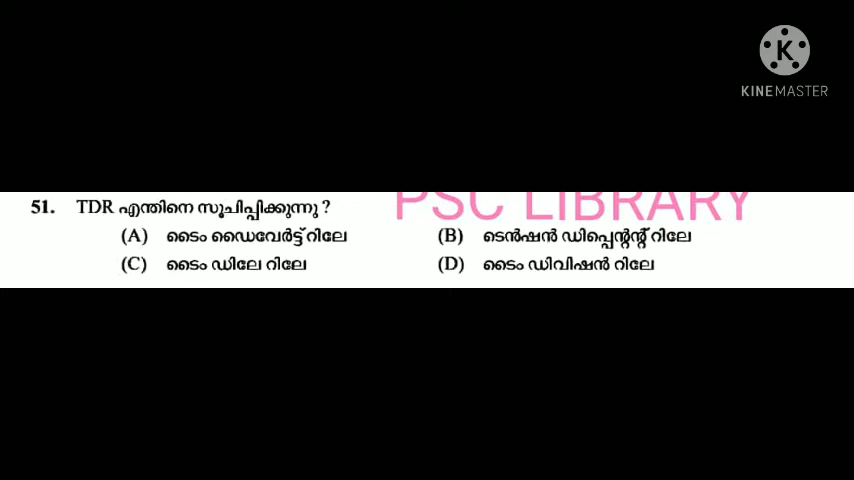 KINEMASTER
PSC LIBRARY
51. TDR എന്തിനെ സൂചിപ്പിക്കുന്നു ?
(A) ടൈം ഡൈവേർട്ട് റിലേ (B) ടെൻഷൻ ഡിപ്പെന്റന്റ് റിലേ
(C) ടൈം ഡിലേ റിലേ (D) ടൈം ഡിവിഷൻ റിലേ